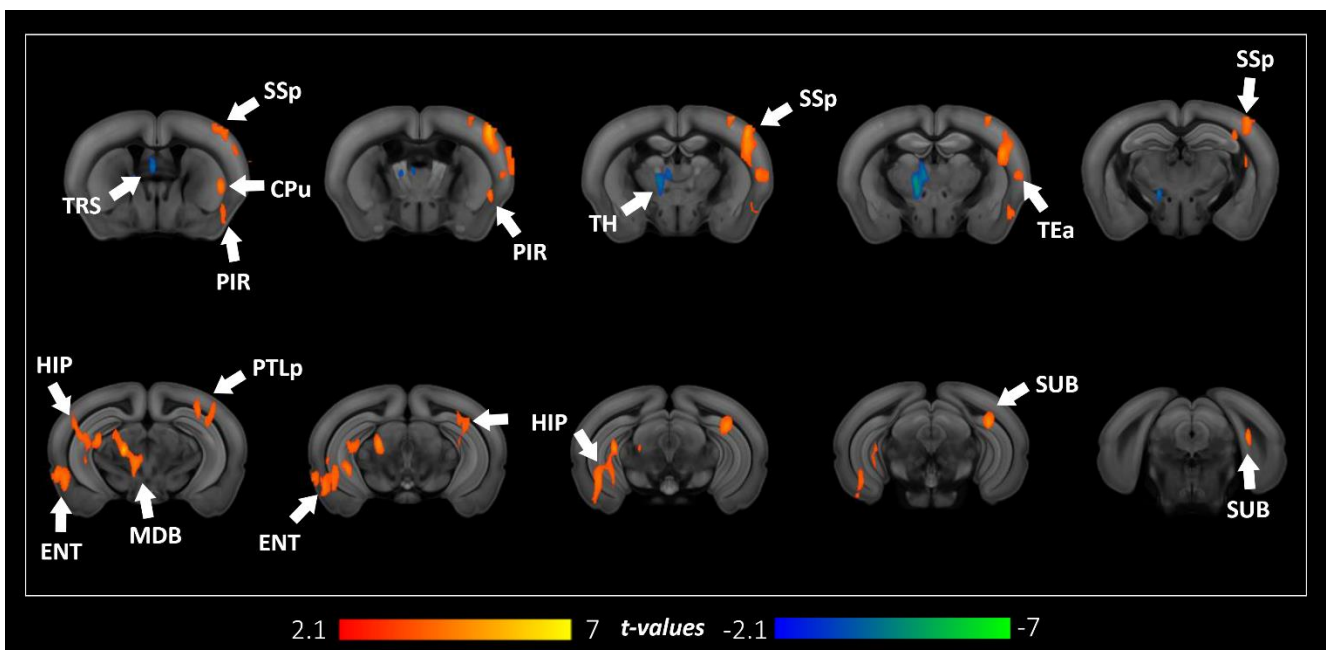 SSp
SSp
SSp
TRS
CPu
PIR
PIR
TH
TEa
HIP
PTLp
HIP
SUB
ENT
MDB
ENT
SUB
2.1 7 t-values -2.1 -7